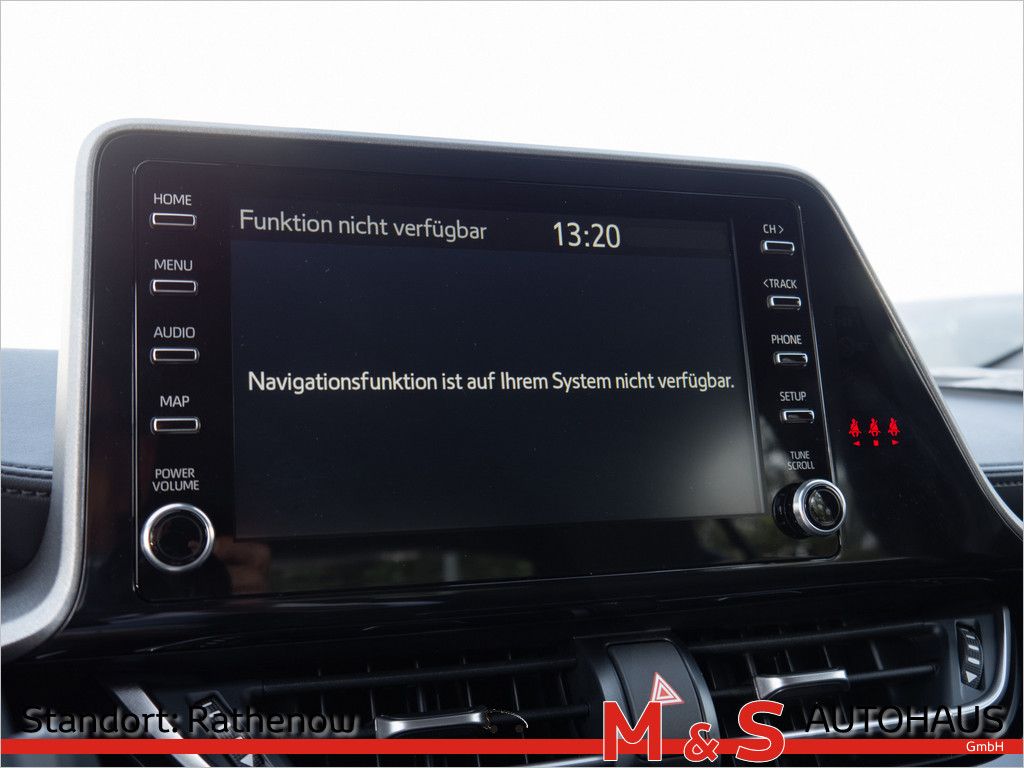 HOME
Funktion nicht verfügbar
13:20
CH >
MENU
< TRACK
AUDIO
PHONE
Navigationsfunktion ist auf Ihrem System nicht verfügbar.
MAP
SETUP
TUNE
SCROLL
POWER
VOLUME
Standort: Rathenow
M & S AUTOHAUS
GmbH